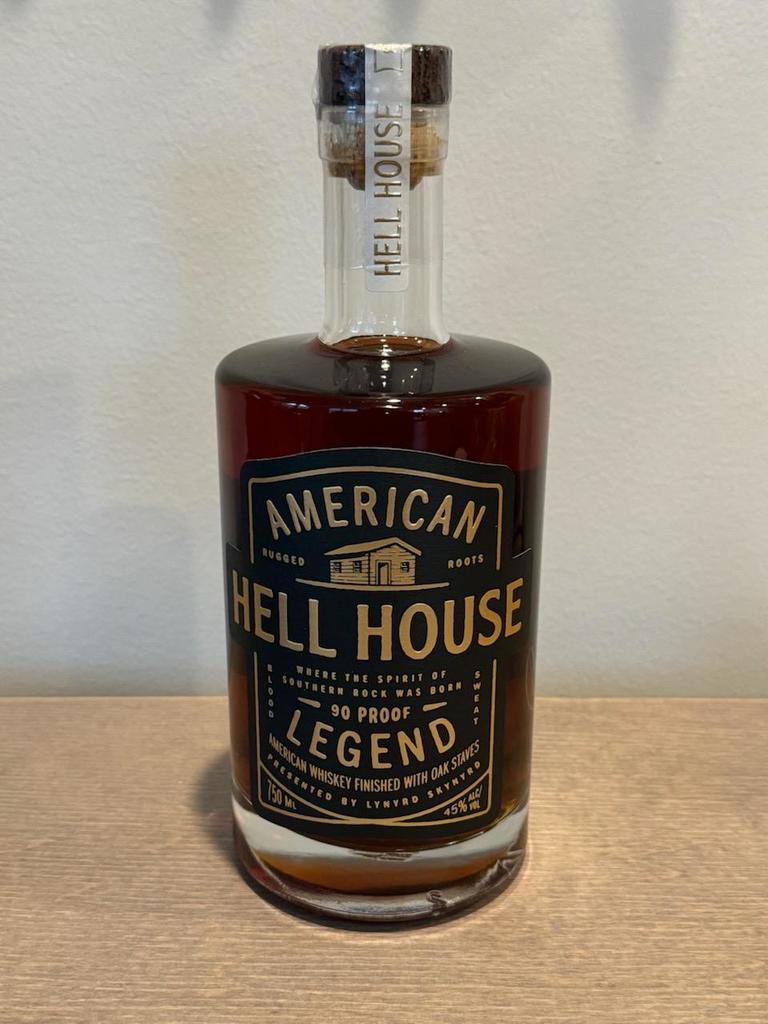 HELL HOUSE
AMERICAN
RUGGED ROOTS
HELL HOUSE
WHERE THE SPIRIT OF
SOUTHERN ROCK WAS BORN
BLOOD
SWEAT
90 PROOF
LEGEND
AMERICAN WHISKEY FINISHED WITH OAK STAVES
PRESENTED BY LYNYRD SKYNYRD
750 ML
45% ALC/
VOL